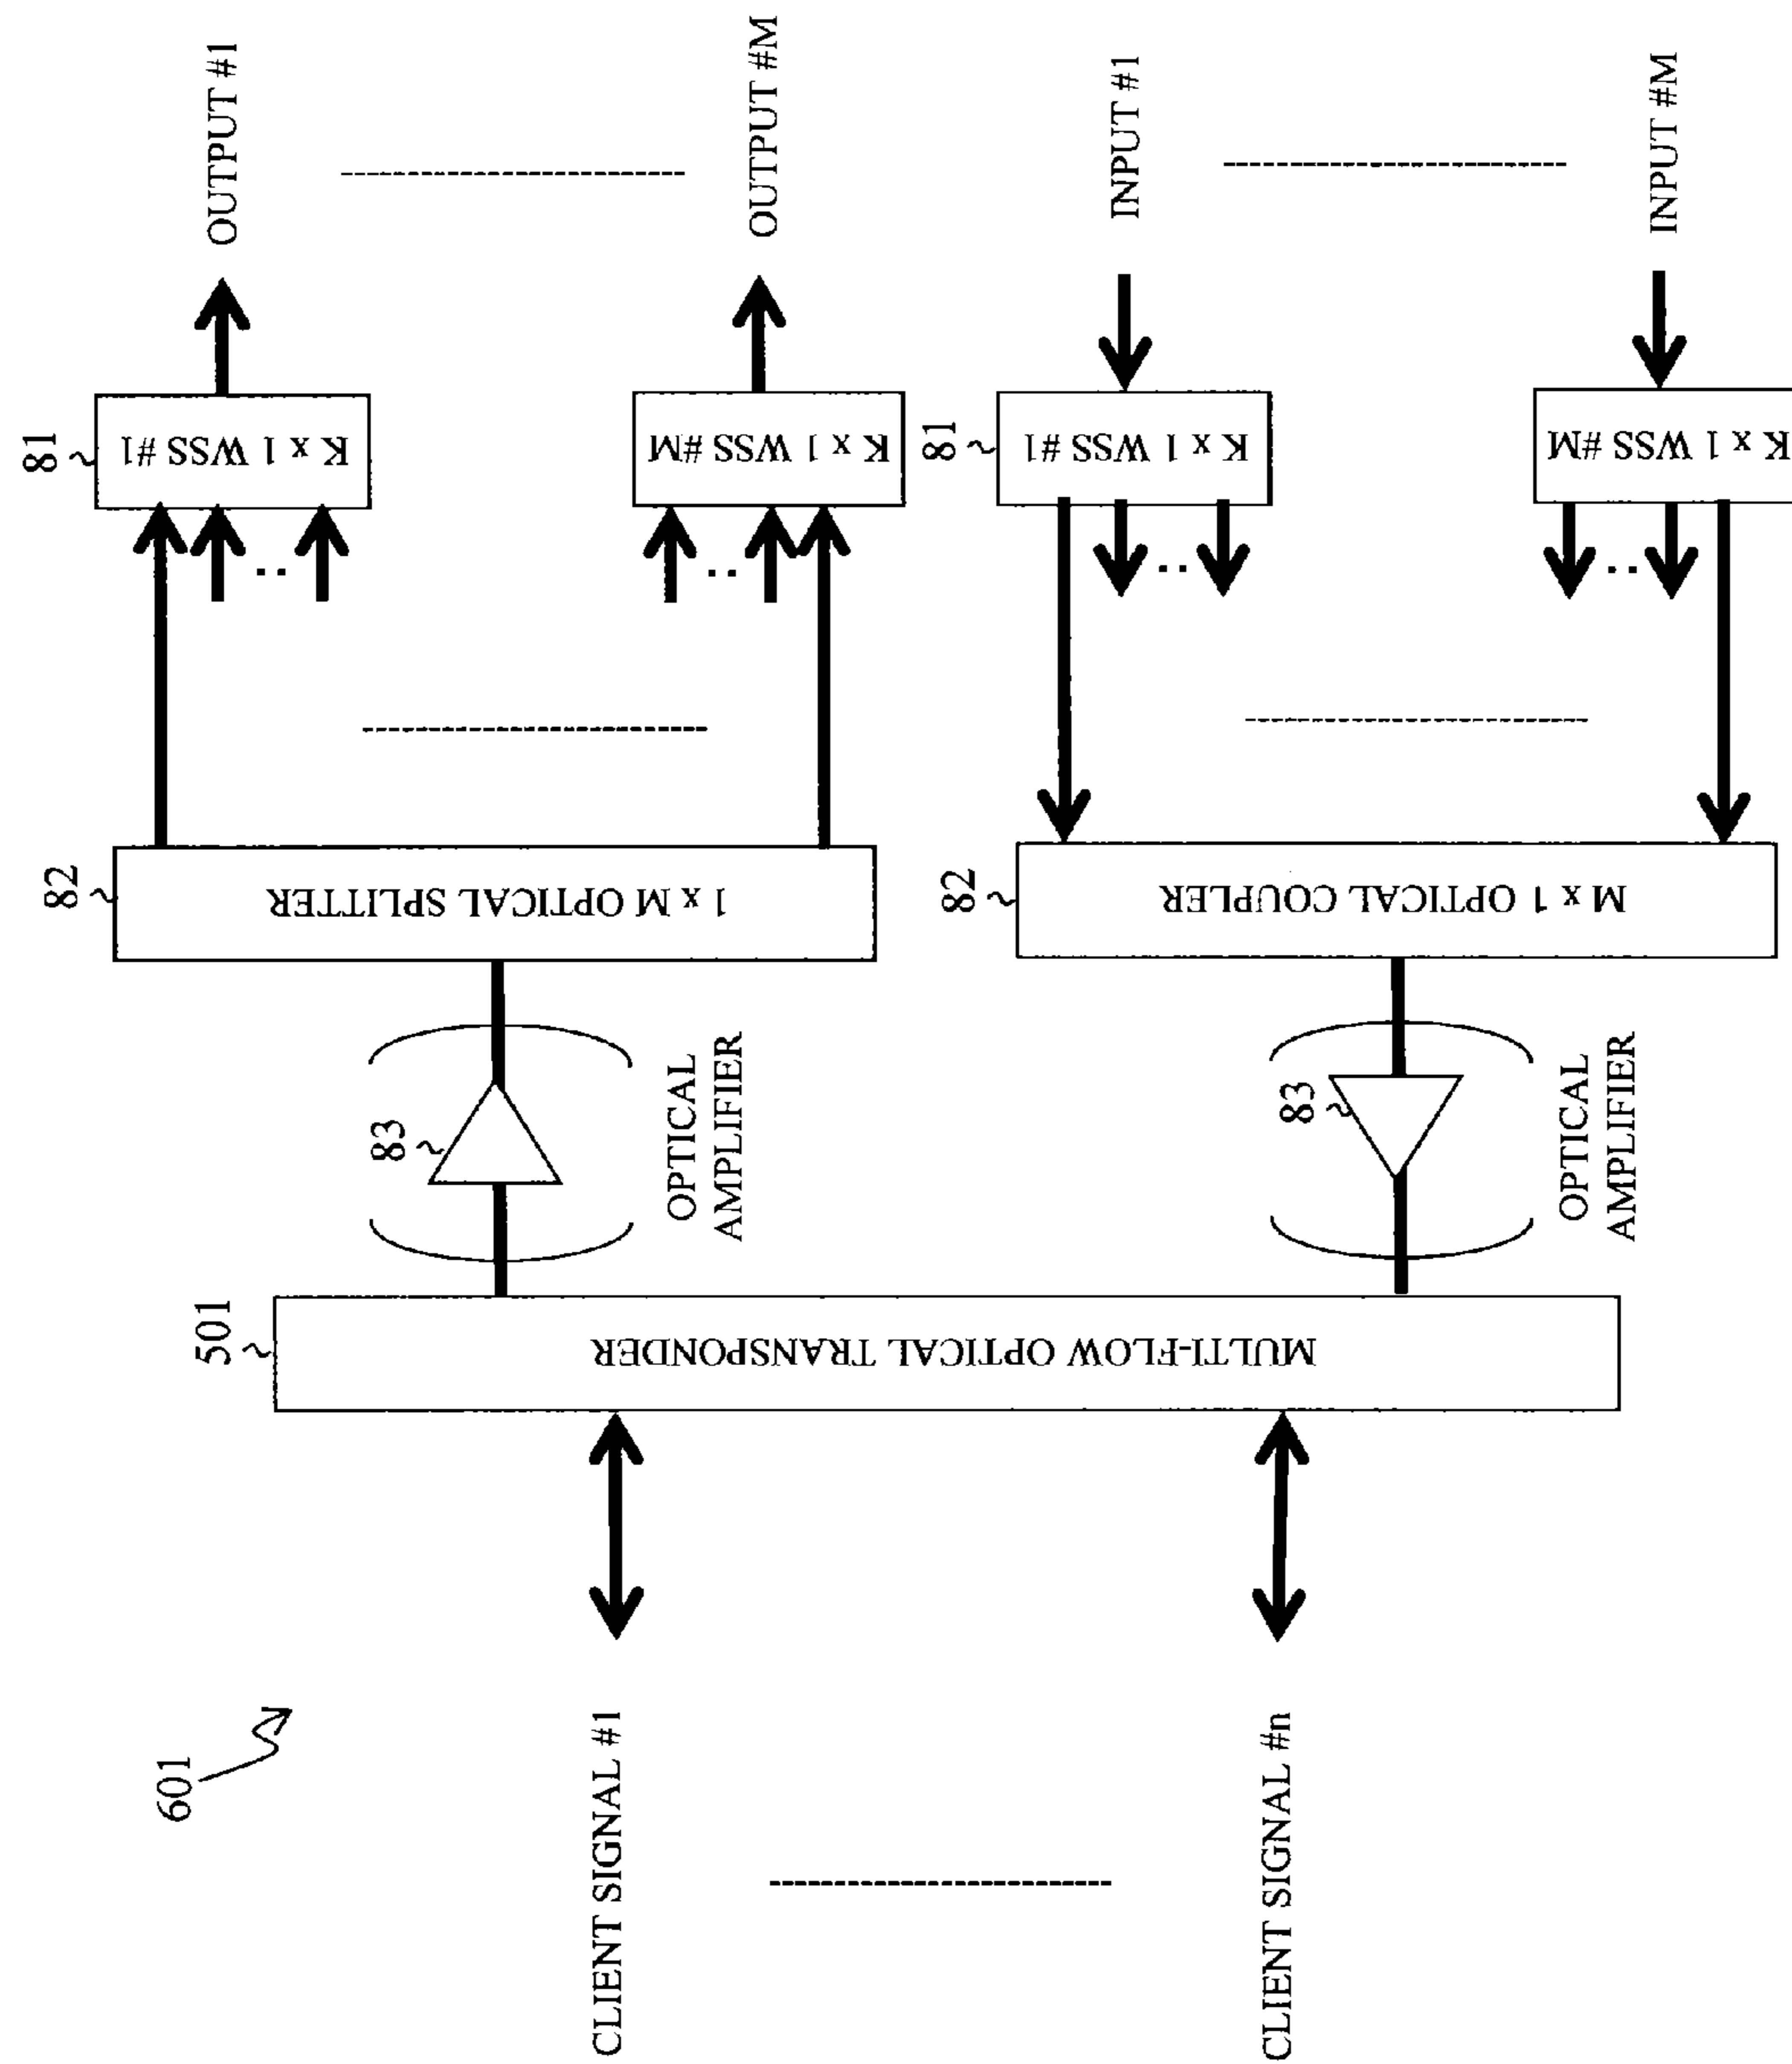 601
CLIENT SIGNAL #1
CLIENT SIGNAL #n
501
MULTI-FLOW OPTICAL TRANSPONDER
83
OPTICAL
AMPLIFIER
82
1 x M OPTICAL SPLITTER
81
K x 1 WSS #1
OUTPUT #1
..
K x 1 WSS #M
OUTPUT #M
..
83
OPTICAL
AMPLIFIER
82
M x 1 OPTICAL COUPLER
81
K x 1 WSS #1
INPUT #1
..
K x 1 WSS #M
INPUT #M
..